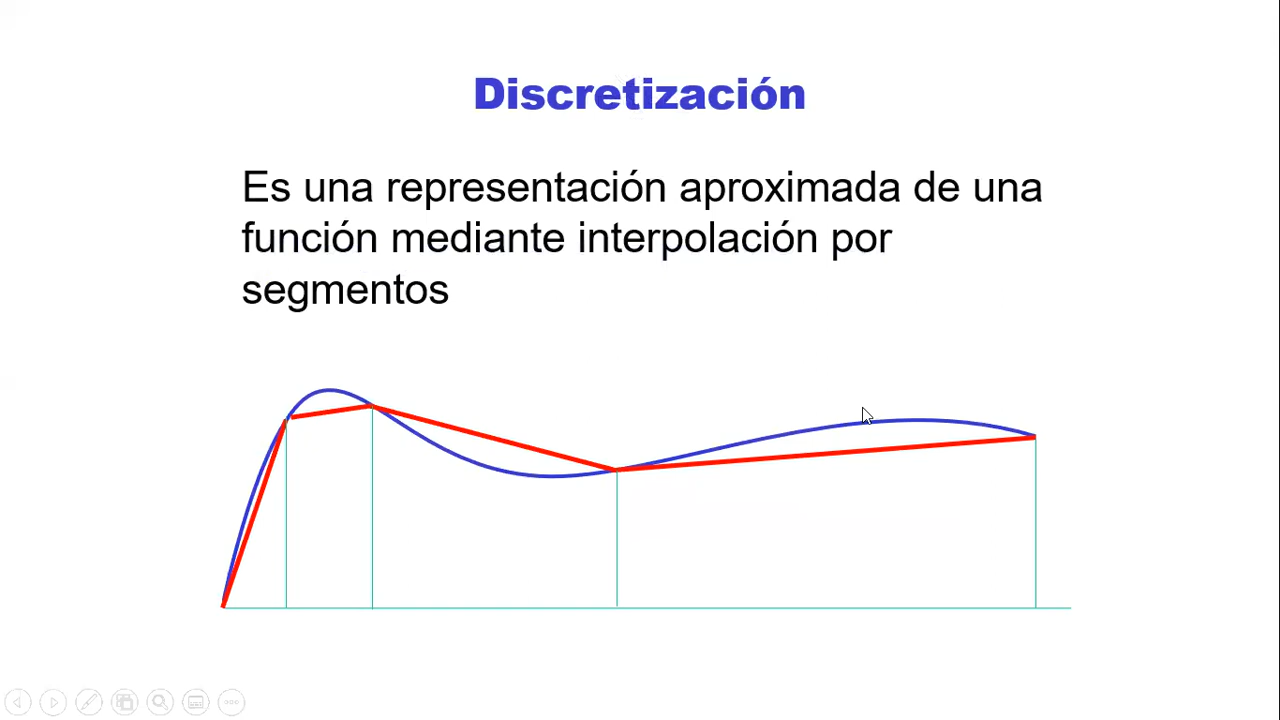 Discretización
Es una representación aproximada de una
función mediante interpolación por
segmentos